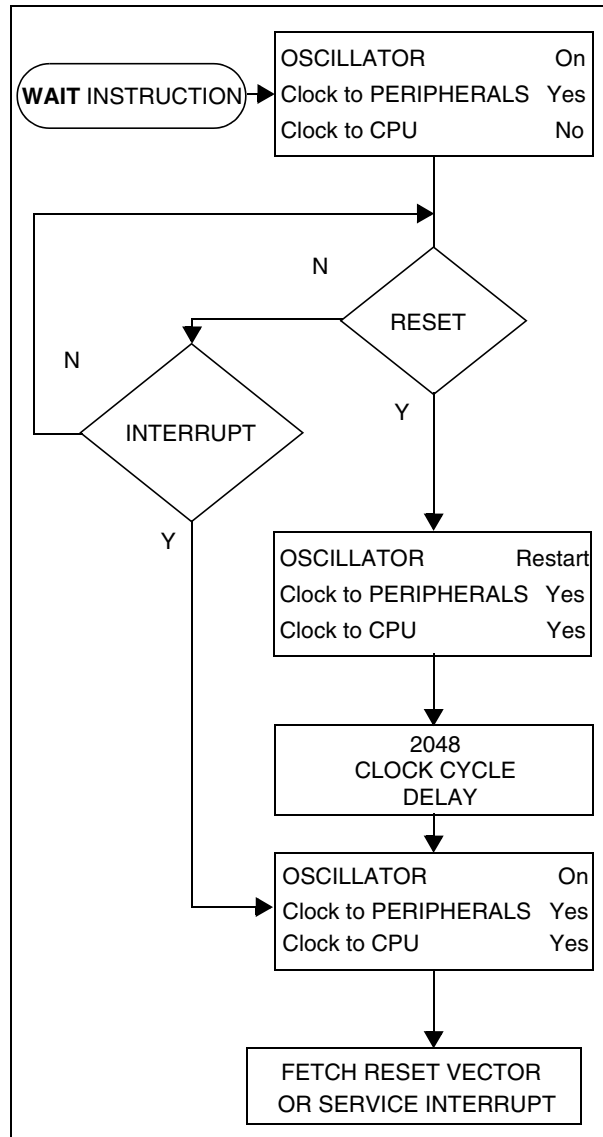 WAIT INSTRUCTION
OSCILLATOR On
Clock to PERIPHERALS Yes
Clock to CPU No
N
RESET
N
INTERRUPT
Y
Y
OSCILLATOR Restart
Clock to PERIPHERALS Yes
Clock to CPU Yes
2048
CLOCK CYCLE
DELAY
OSCILLATOR On
Clock to PERIPHERALS Yes
Clock to CPU Yes
FETCH RESET VECTOR
OR SERVICE INTERRUPT